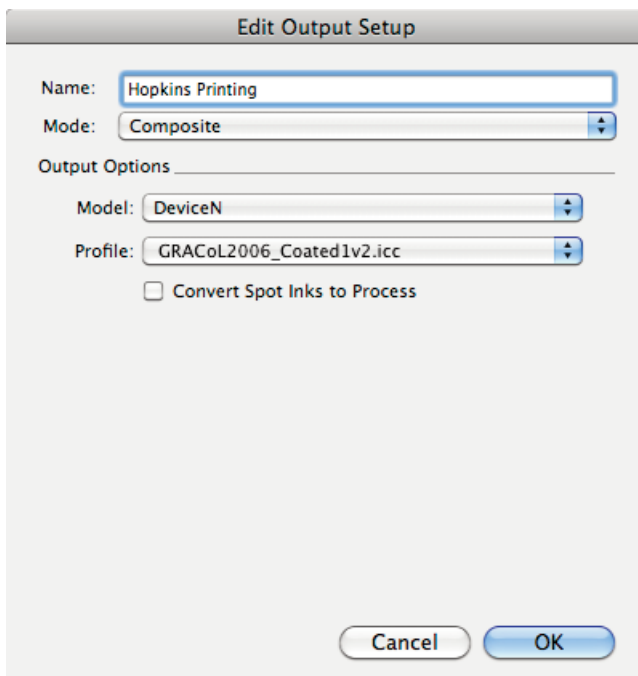 Edit Output Setup
Name: Hopkins Printing
Mode: Composite
Output Options
Model: DeviceN
Profile: GRACoL2006_Coated1v2.icc
Convert Spot Inks to Process
Cancel OK